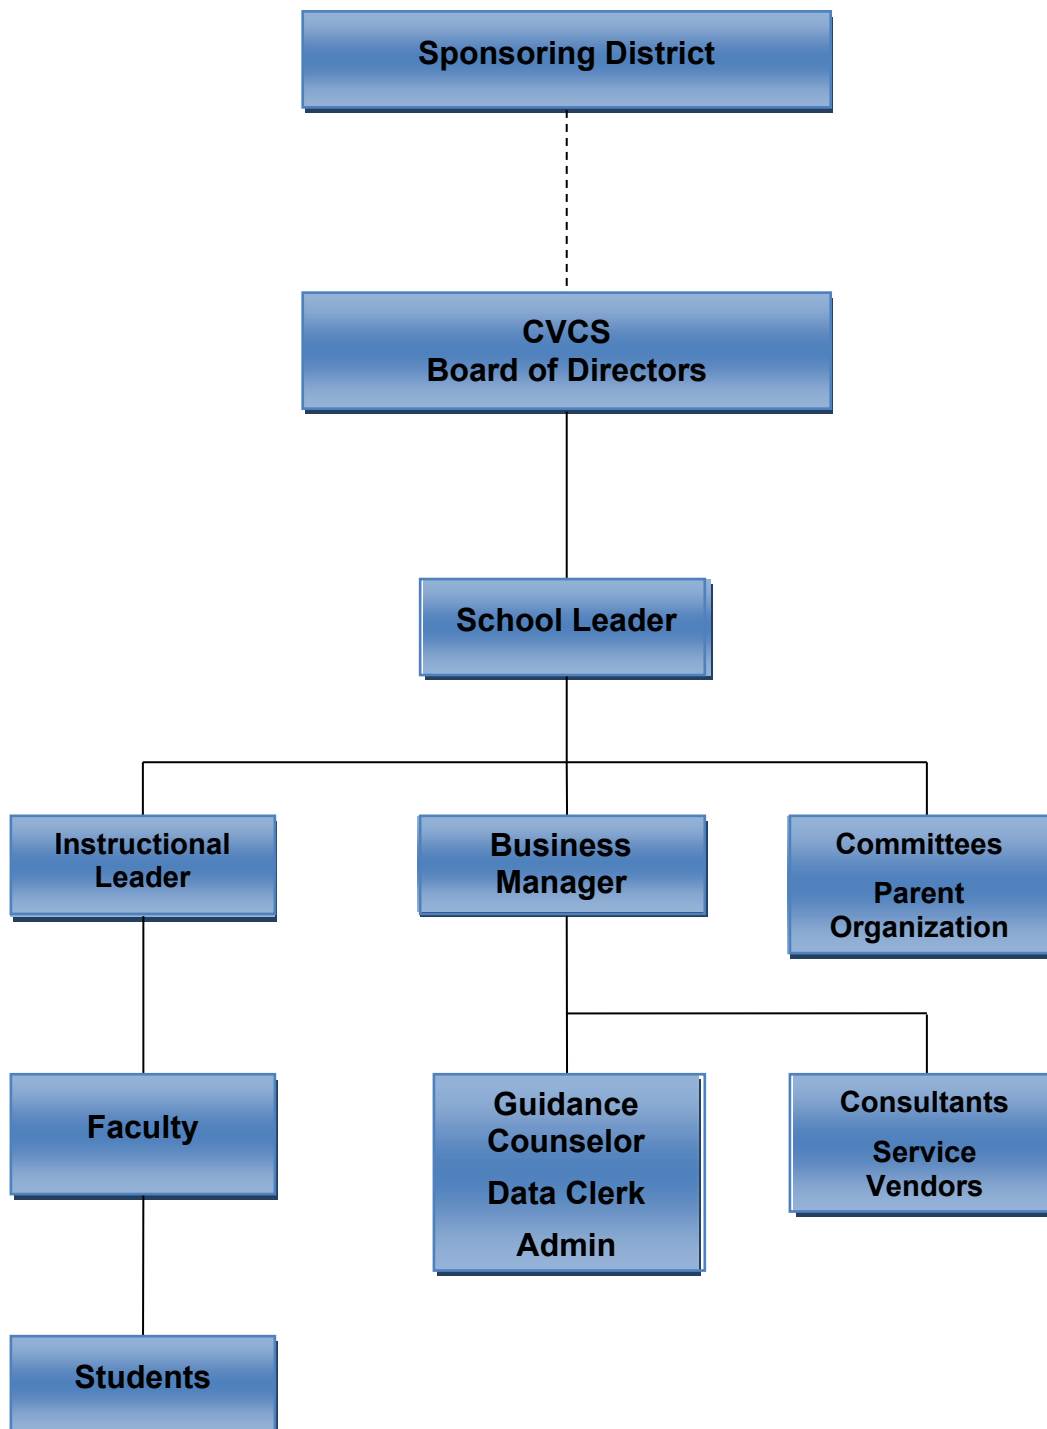 Sponsoring District
CVCS
Board of Directors
School Leader
Instructional
Leader
Business
Manager
Committees
Parent
Organization
Faculty
Guidance
Counselor
Data Clerk
Admin
Consultants
Service
Vendors
Students